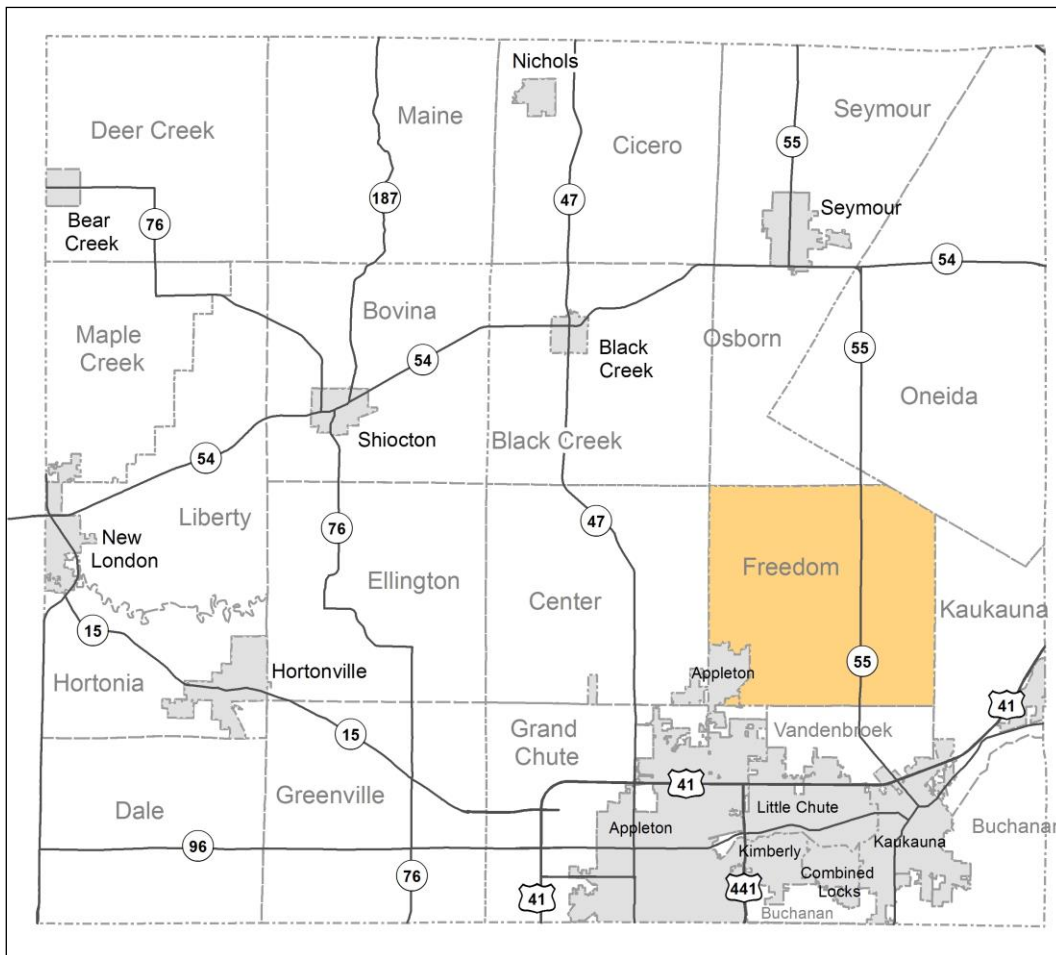 Nichols
Deer Creek
Maine
Seymour
Cicero
55
187
47
Bear
Creek
76
Seymour
54
Bovina
Maple
Creek
54
Black
Creek
Osborn
55
Oneida
Shiocton
Black Creek
54
Liberty
76
47
New
London
Ellington
Freedom
Center
Kaukauna
15
Hortonville
55
Appleton
Hortonia
41
15
Grand
Chute
Vandenbroek
Dale
Greenville
41
Little Chute
Appleton
Buchanan
96
Kimberly
Kaukauna
76
41
441
Combined
Locks
Buchanan